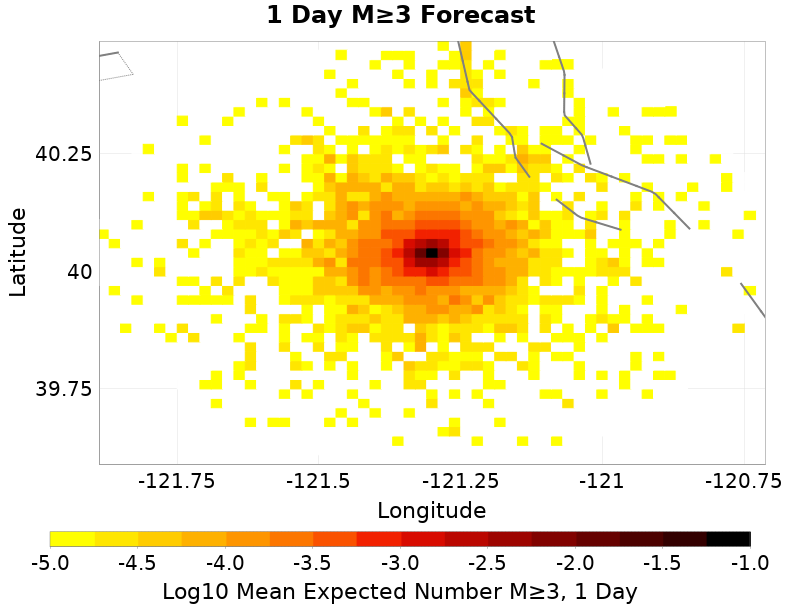 1 Day M≥3 Forecast
40.25
40
39.75
Latitude
-121.75 -121.5 -121.25 -121 -120.75
Longitude
-5.0 -4.5 -4.0 -3.5 -3.0 -2.5 -2.0 -1.5 -1.0
Log10 Mean Expected Number M≥3, 1 Day